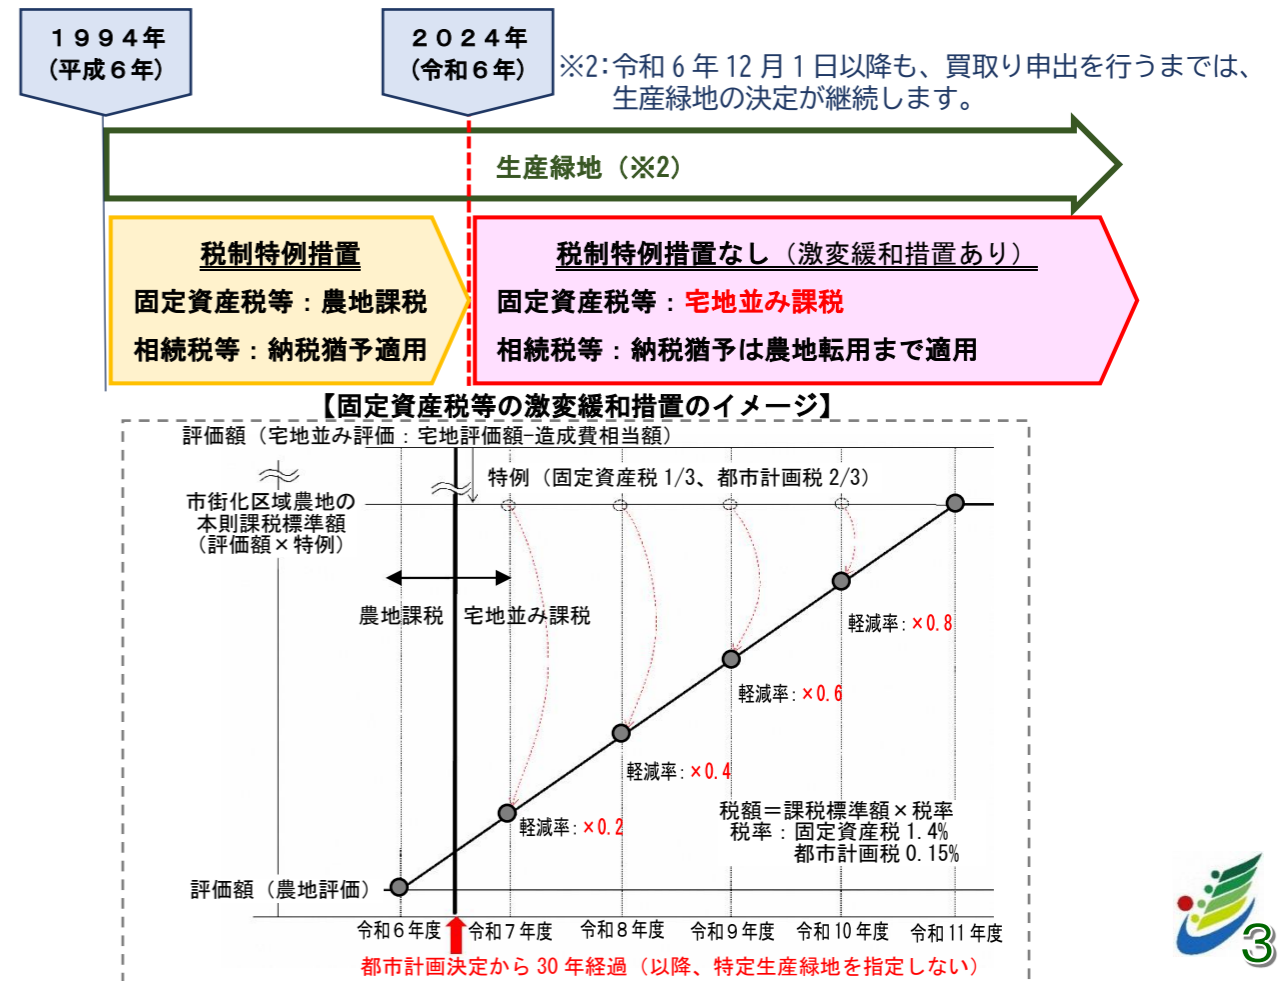 １９９４年
(平成６年)
２０２４年
(令和６年)
※2:令和 6 年 12 月 1 日以降も、買取り申出を行うまでは、
生産緑地の決定が継続します。
生産緑地（※2）
税制特例措置
固定資産税等：農地課税
相続税等：納税猶予適用
税制特例措置なし（激変緩和措置あり）
固定資産税等：宅地並み課税
相続税等：納税猶予は農地転用まで適用
【固定資産税等の激変緩和措置のイメージ】
評価額（宅地並み評価：宅地評価額−造成費相当額）
特例（固定資産税 1/3、都市計画税 2/3）
市街化区域農地の
本則課税標準額
（評価額×特例）
農地課税
宅地並み課税
軽減率：×0.8
軽減率：×0.6
軽減率：×0.4
軽減率：×0.2
税額＝課税標準額×税率
税率：固定資産税 1.4%
都市計画税 0.15%
評価額（農地評価）
令和６年度 令和７年度 令和８年度 令和９年度 令和 10 年度 令和 11 年度
都市計画決定から 30 年経過（以降、特定生産緑地を指定しない）
3